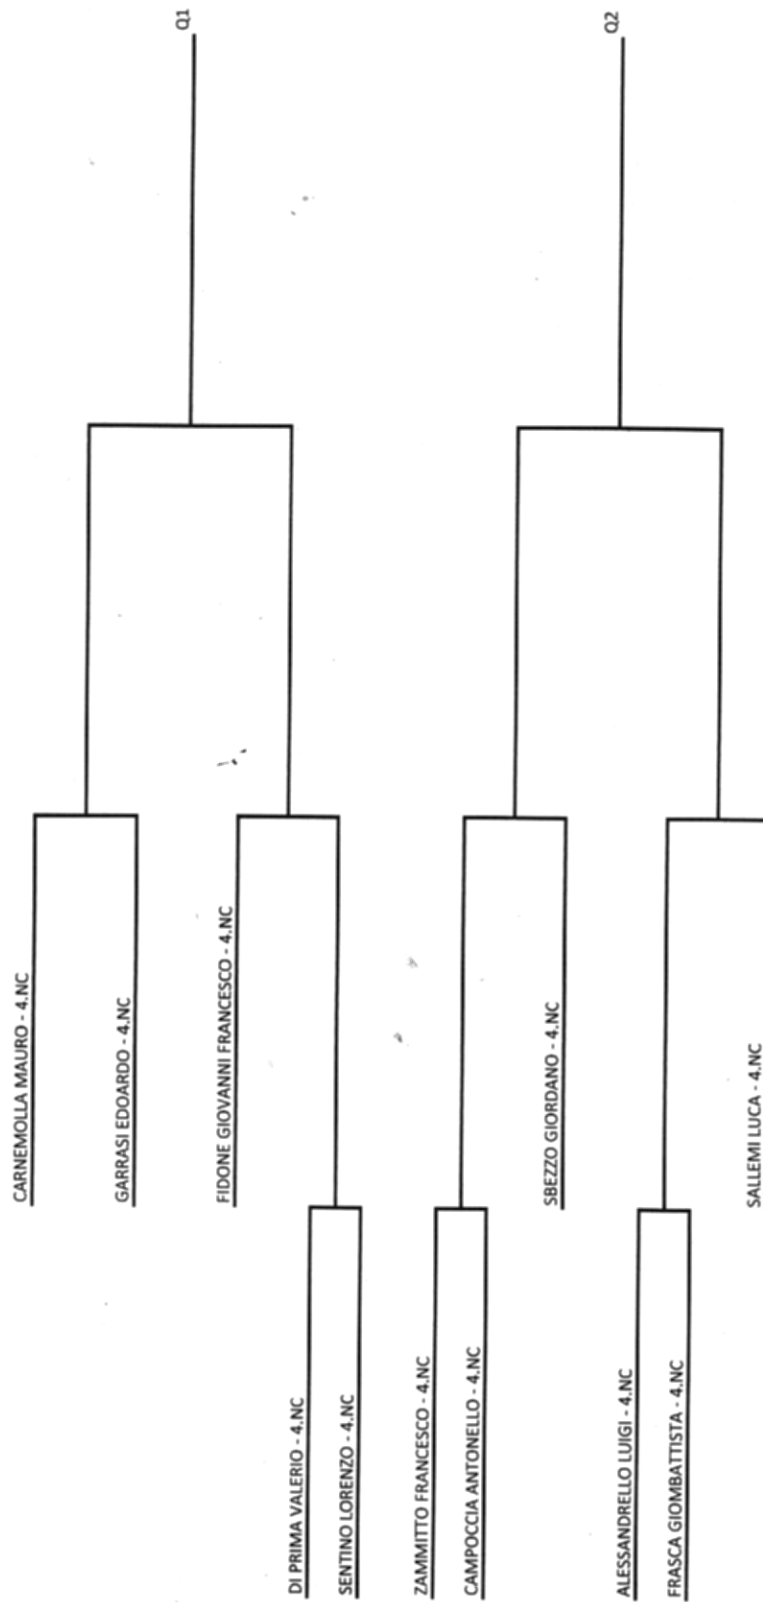 CARNEMOLLA MAURO - 4.NC
GARRASI EDOARDO - 4.NC
FIDONE GIOVANNI FRANCESCO - 4.NC
DI PRIMA VALERIO - 4.NC
SENTINO LORENZO - 4.NC
Q1
ZAMMITTO FRANCESCO - 4.NC
CAMPOCCIA ANTONELLO - 4.NC
SBEZZO GIORDANO - 4.NC
ALESSANDRELLO LUIGI - 4.NC
FRASCA GIOMBATTISTA - 4.NC
SALLEMI LUCA - 4.NC
Q2